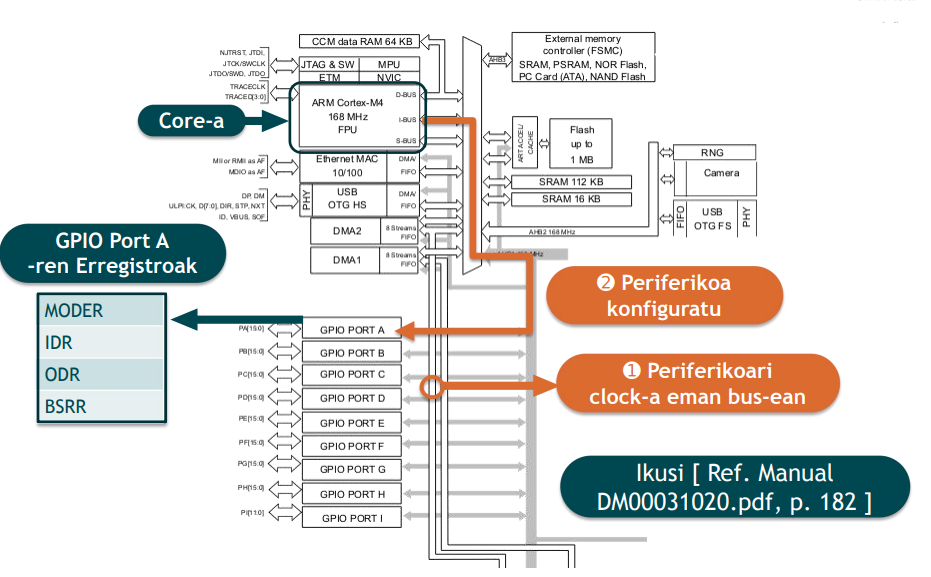 CCM data RAM 64 KB
External memory
controller (FSMC)
SRAM, PSRAM, NOR Flash,
PC Card (ATA), NAND Flash
AHB3
NJTRST, JTDI,
JTCK/SWCLK
JTDO/SWD, JTDO
JTAG & SW
MPU
ETM
NVIC
TRACECLK
TRACED[3:0]
ARM Cortex-M4
168 MHz
FPU
D-BUS
I-BUS
S-BUS
Core-a
ART ACCEL/
CACHE
Flash
up to
1 MB
MII or RMII as AF
MDIO as AF
Ethernet MAC
10/100
DMA/
FIFO
RNG
Camera
SRAM 112 KB
SRAM 16 KB
DP, DM
ULPI:CK, D[7:0], DIR, STP, NXT
ID, VBUS, SOF
PHY
USB
OTG HS
DMA/
FIFO
FIFO
USB
OTG FS
PHY
DMA2
8 Streams
FIFO
AHB2 168 MHz
DMA1
8 Streams
FIFO
MHz
GPIO Port A
-ren Erregistroak
❷ Periferikoa
konfiguratu
MODER
IDR
ODR
BSRR
PA[15:0]
GPIO PORT A
PB[15:0]
GPIO PORT B
PC[15:0]
GPIO PORT C
PD[15:0]
GPIO PORT D
PE[15:0]
GPIO PORT E
PF[15:0]
GPIO PORT F
PG[15:0]
GPIO PORT G
PH[15:0]
GPIO PORT H
PI[11:0]
GPIO PORT I
❶ Periferikoari
clock-a eman bus-ean
Ikusi [ Ref. Manual
DM00031020.pdf, p. 182 ]